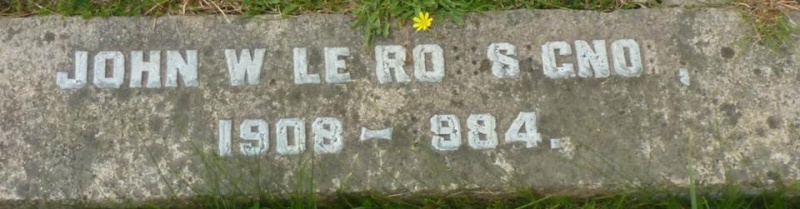 JOHN W LE RO S CNO ,
1908 - 984.